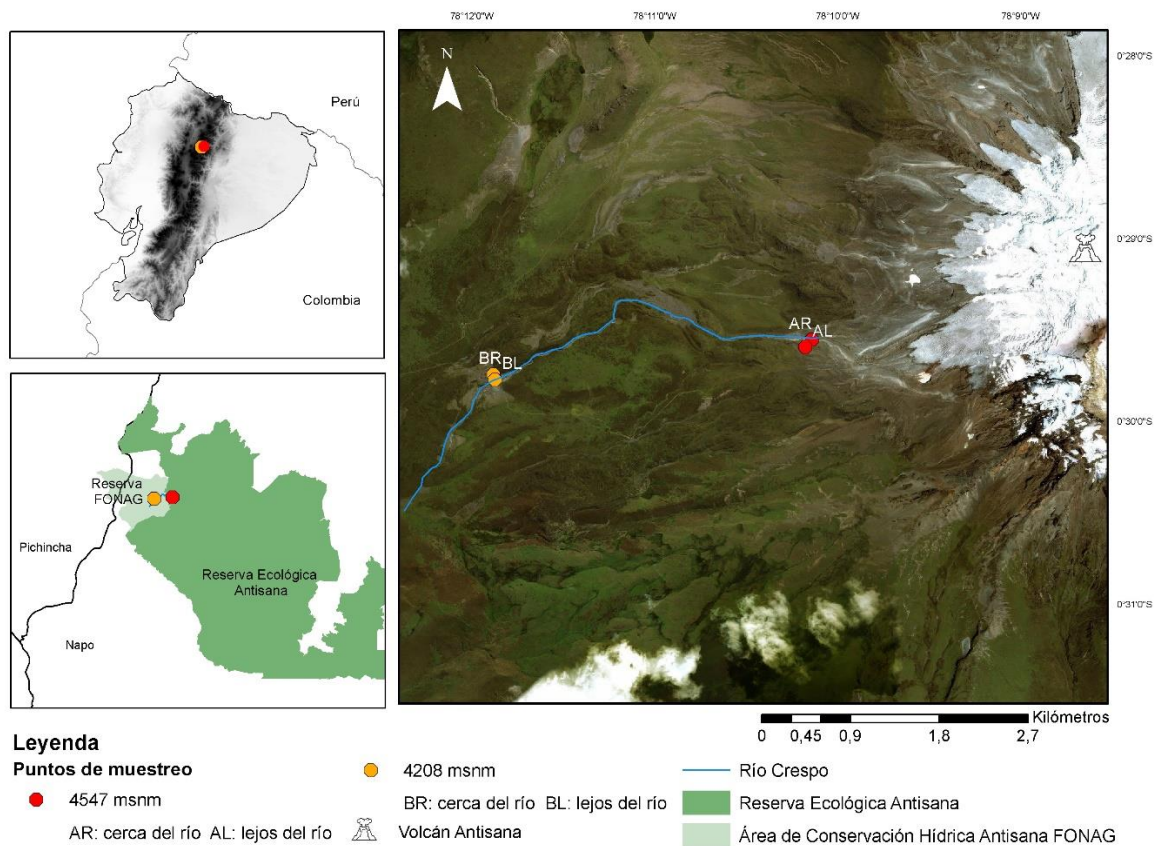 78°12'0"W 78°11'0"W 78°10'0"W 78°9'0"W
Perú
Colombia
N
0°28'0"S
0°29'0"S
0°30'0"S
0°31'0"S
AR AL
BR BL
Reserva
FONAG
Pichincha
Reserva Ecológica
Antisana
Napo
Kilómetros
0 0,45 0,9 1,8 2,7
Leyenda
Puntos de muestreo
4547 msnm
AR: cerca del río AL: lejos del río
4208 msnm
BR: cerca del río BL: lejos del río
Volcán Antisana
Río Crespo
Reserva Ecológica Antisana
Área de Conservación Hídrica Antisana FONAG